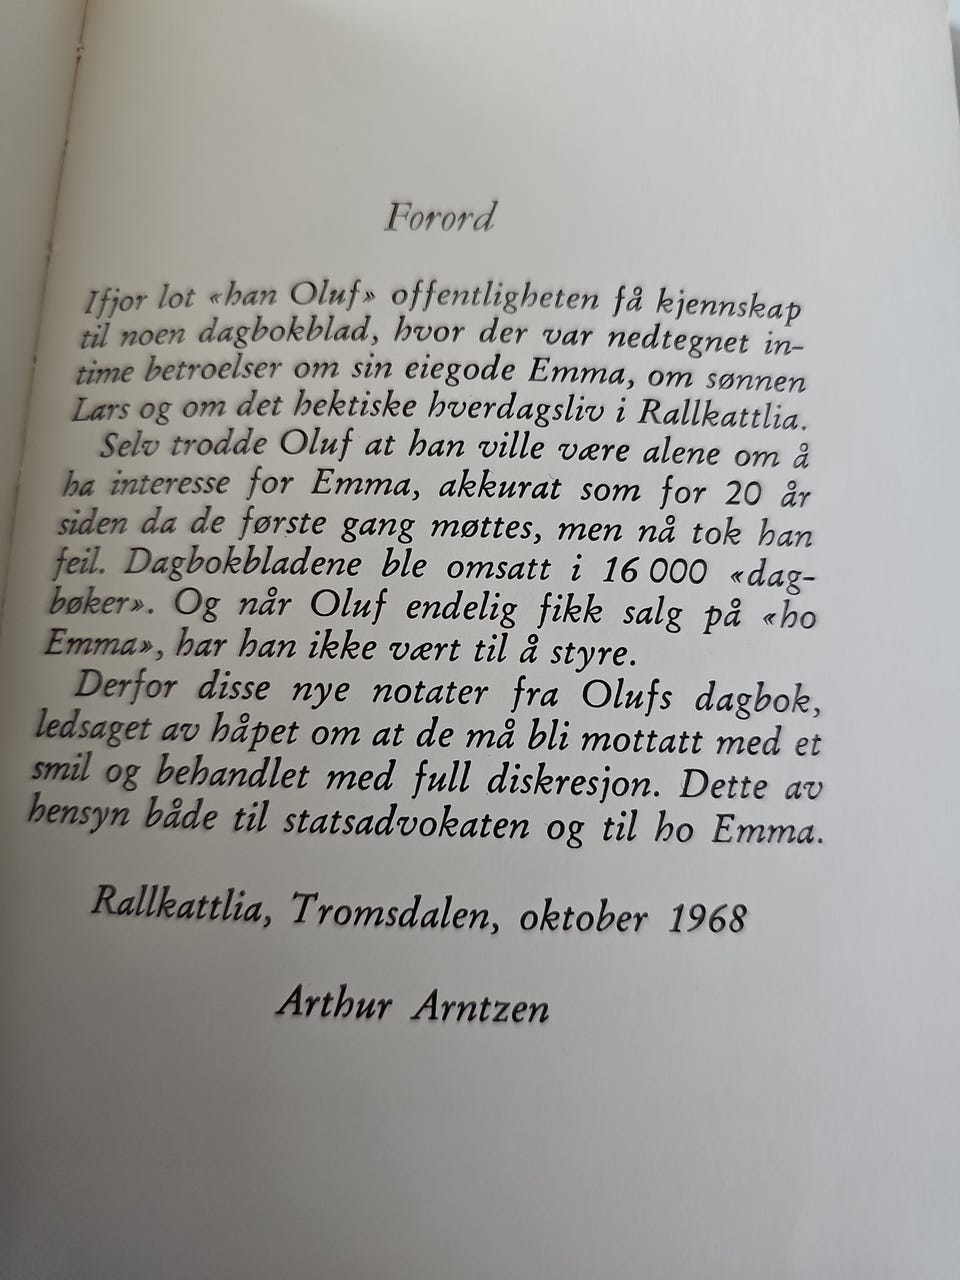 Forord
Ifjor lot «han Oluf» offentligheten få kjennskap
til noen dagbokblad, hvor der var nedtegnet in-
time betroelser om sin eiegode Emma, om sønnen
Lars og om det hektiske hverdagsliv i Rallkattlia.
Selv trodde Oluf at han ville være alene om å
ha interesse for Emma, akkurat som for 20 år
siden da de første gang møttes, men nå tok han
feil. Dagbokbladene ble omsatt i 16 000 «dag-
bøker». Og når Oluf endelig fikk salg på «ho
Emma», har han ikke vært til å styre.
Derfor disse nye notater fra Olufs dagbok,
ledsaget av håpet om at de må bli mottatt med et
smil og behandlet med full diskresjon. Dette av
hensyn både til statsadvokaten og til ho Emma.
Rallkattlia, Tromsdalen, oktober 1968
Arthur Arntzen